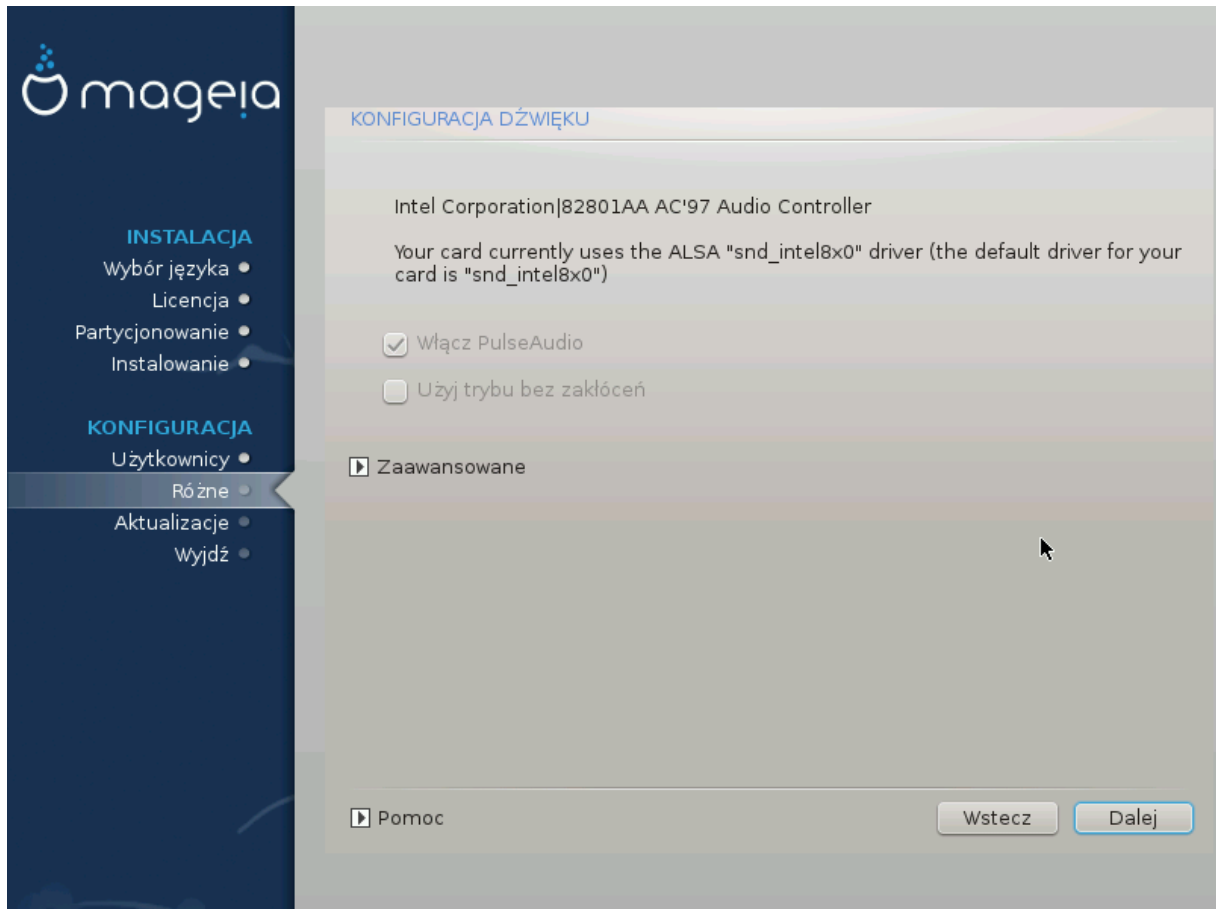 mageia
INSTALACJA
Wybór języka
Licencja
Partycjonowanie
Instalowanie
KONFIGURACJA
Użytkownicy
Różne
Aktualizacje
Wyjdź
KONFIGURACJA DŹWIĘKU
Intel Corporation|82801AA AC'97 Audio Controller
Your card currently uses the ALSA "snd_intel8x0" driver (the default driver for your
card is "snd_intel8x0")
Włącz PulseAudio
Użyj trybu bez zakłóceń
Zaawansowane
Pomoc
Wstecz
Dalej